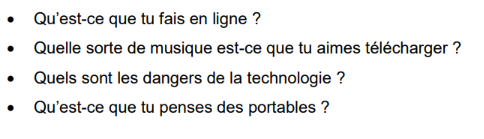 • Qu’est-ce que tu fais en ligne ?
• Quelle sorte de musique est-ce que tu aimes télécharger ?
• Quels sont les dangers de la technologie ?
• Qu’est-ce que tu penses des portables ?